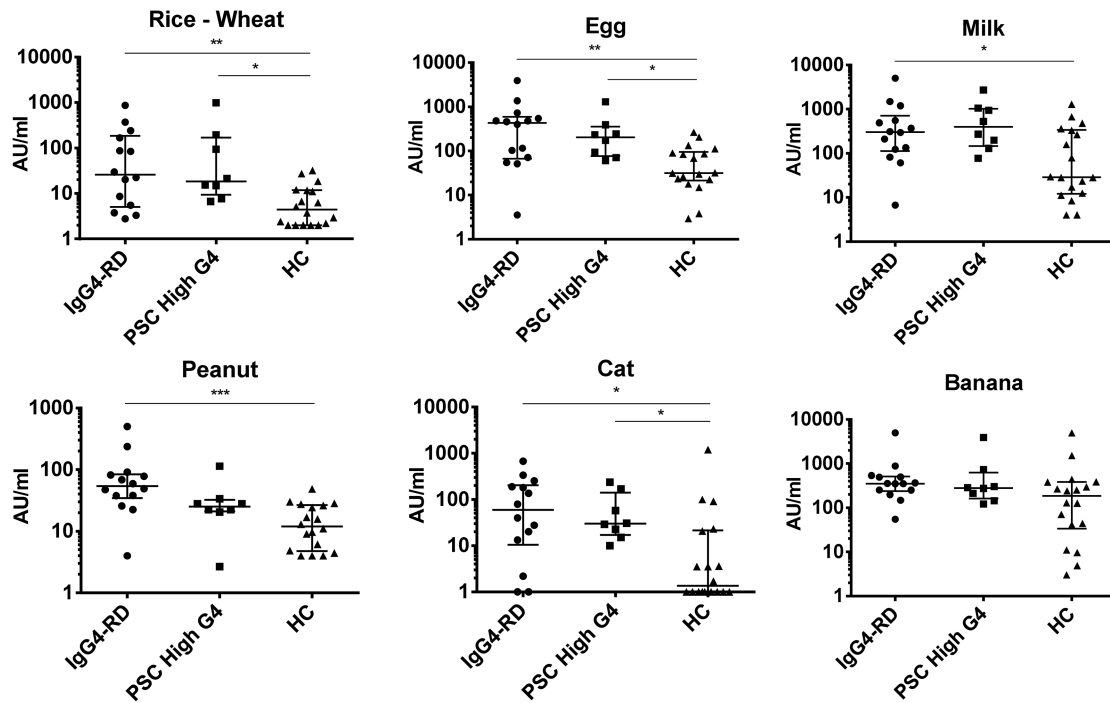 Rice - Wheat
**
*
10000
1000
100
10
1
AU/ml
IgG4-RD
PSC High G4
HC
Egg
**
*
10000
1000
100
10
1
AU/ml
IgG4-RD
PSC High G4
HC
Milk
*
10000
1000
100
10
1
AU/ml
IgG4-RD
PSC High G4
HC
Peanut
***
1000
100
10
1
AU/ml
IgG4-RD
PSC High G4
HC
Cat
*
*
10000
1000
100
10
1
AU/ml
IgG4-RD
PSC High G4
HC
Banana
10000
1000
100
10
1
AU/ml
IgG4-RD
PSC High G4
HC